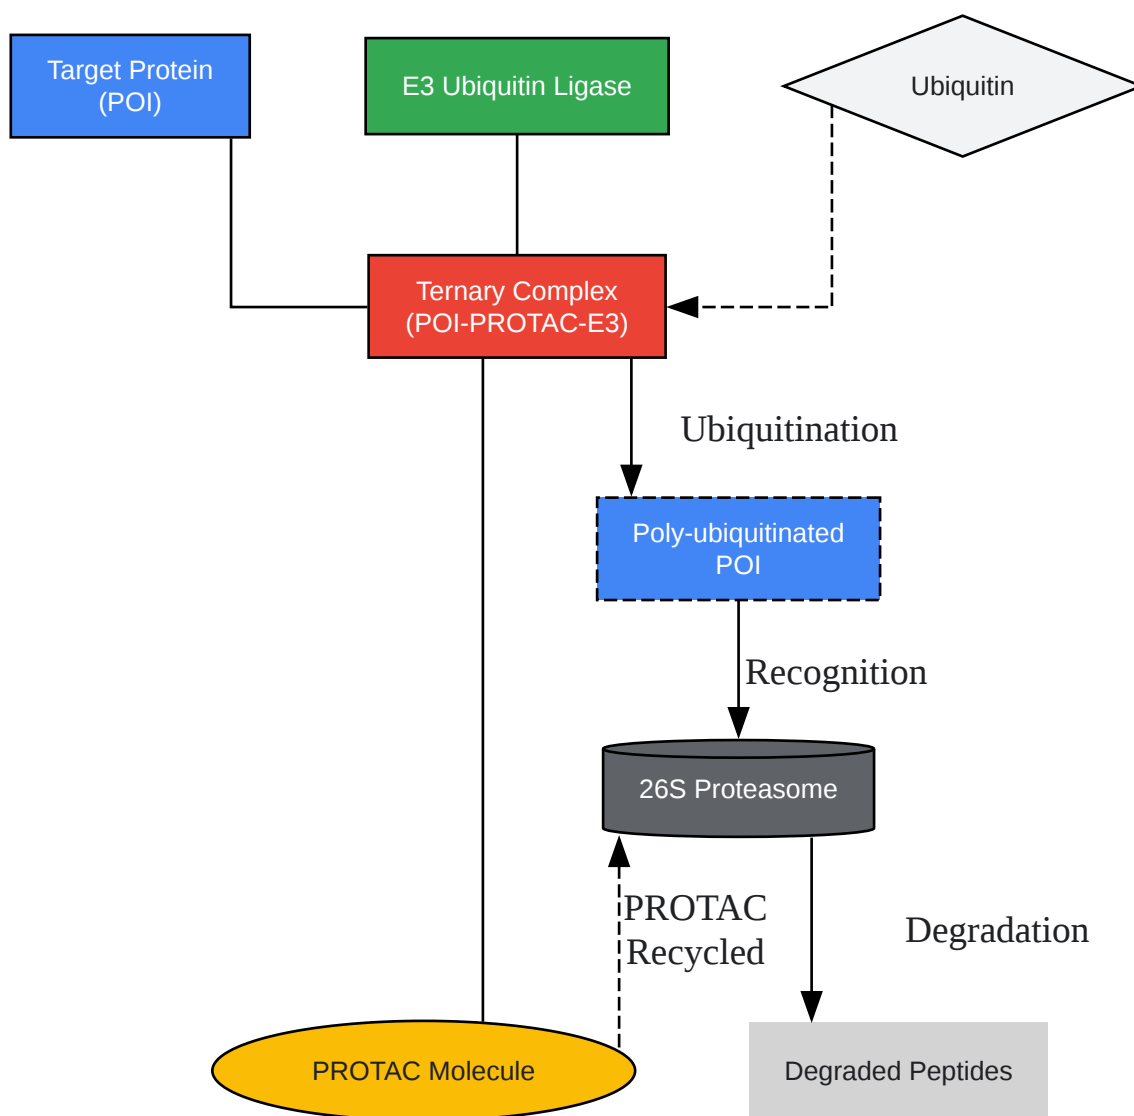 Target Protein
(POI)
E3 Ubiquitin Ligase
Ubiquitin
Ternary Complex
(POI-PROTAC-E3)
Ubiquitination
Poly-ubiquitinated
POI
Recognition
26S Proteasome
PROTAC
Recycled
Degradation
PROTAC Molecule
Degraded Peptides